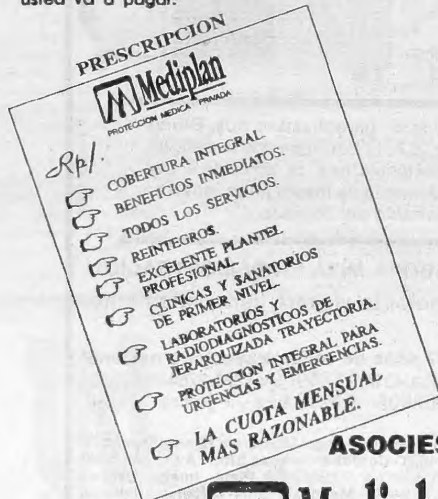 usted va a pagar.
PRESCRIPCION
Mediplan
PROTECCION MEDICA PRIVADA
Rp/
COBERTURA INTEGRAL.
BENEFICIOS INMEDIATOS.
TODOS LOS SERVICIOS.
REINTEGROS.
EXCELENTE PLANTEL
PROFESIONAL.
CLINICAS Y SANATORIOS
DE PRIMER NIVEL.
LABORATORIOS Y
RADIODIAGNOSTICOS DE
JERARQUIZADA TRAYECTORIA.
PROTECCION INTEGRAL PARA
URGENCIAS Y EMERGENCIAS.
LA CUOTA MENSUAL
MAS RAZONABLE.
ASOCIES